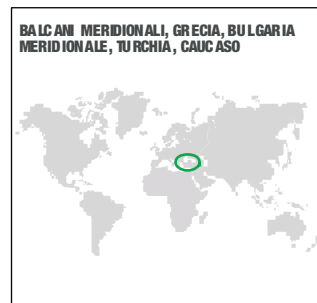 BALCANI MERIDIONALI, GRECIA, BULGARIA
MERIDIONALE, TURCHIA, CAUCASO